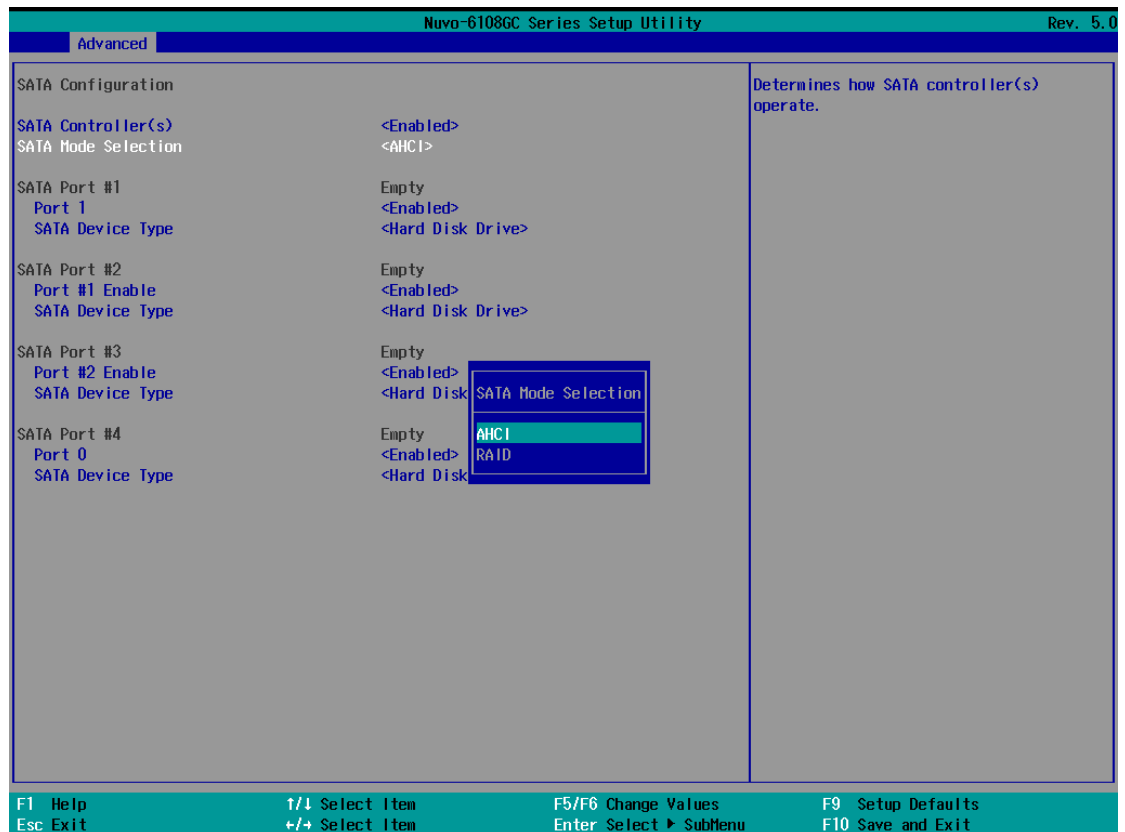 Nuvo-6108GC Series Setup Utility Rev. 5.0
Advanced
SATA Configuration
Determines how SATA controller(s)
operate.
SATA Controller(s) <Enabled>
SATA Mode Selection <AHCI>
SATA Port #1 Empty
Port 1 <Enabled>
SATA Device Type <Hard Disk Drive>
SATA Port #2 Empty
Port #1 Enable <Enabled>
SATA Device Type <Hard Disk Drive>
SATA Port #3 Empty
Port #2 Enable <Enabled>
SATA Device Type <Hard Disk
SATA Port #4 Empty
Port 0 <Enabled>
SATA Device Type <Hard Disk
SATA Mode Selection
AHCI
RAID
F1 Help ↑/↓ Select Item F5/F6 Change Values F9 Setup Defaults
Esc Exit ←/→ Select Item Enter Select ▶ SubMenu F10 Save and Exit